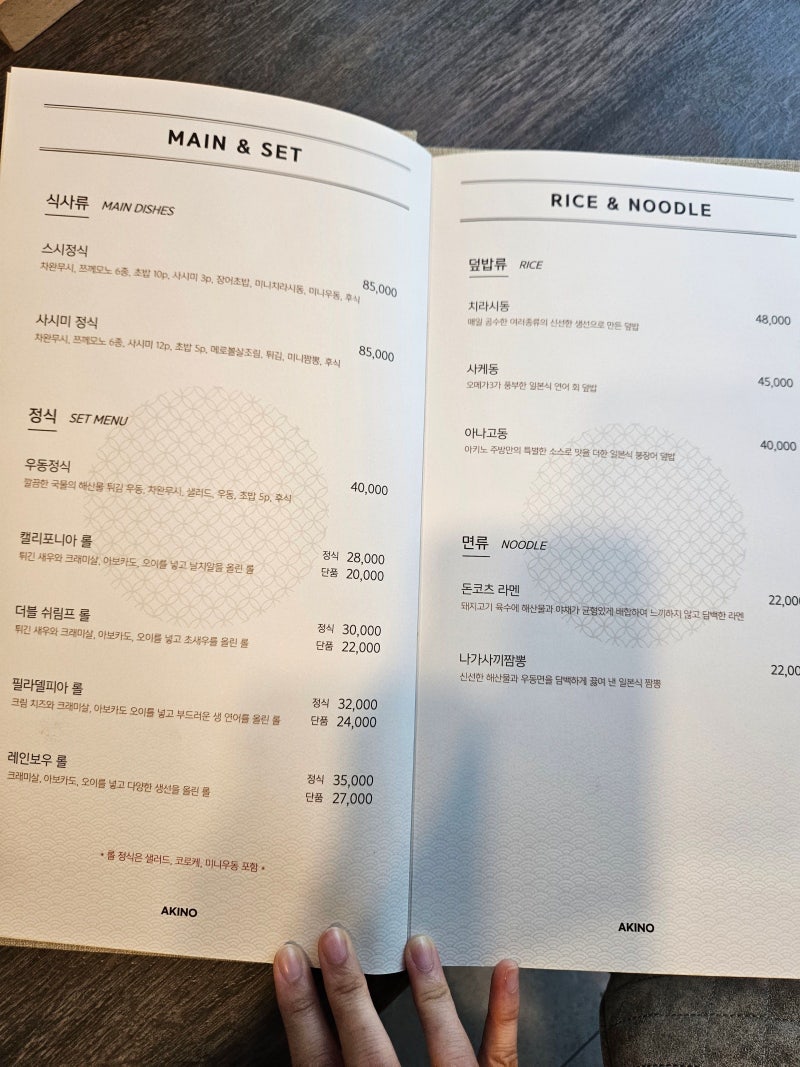 MAIN & SET
식사류 MAIN DISHES
스시정식
차완무시, 쯔께모노 6종, 초밥 10p, 사시미 3p, 장어초밥, 미니치라시동, 미니우동, 후식 85,000
사시미 정식
차완무시, 쯔께모노 6종, 사시미 12p, 초밥 5p, 메로볼살조림, 튀김, 미니짬뽕, 후식 85,000
정식 SET MENU
우동정식
깔끔한 국물의 해산물 튀김 우동, 차완무시, 샐러드, 우동, 초밥 5p, 후식 40,000
캘리포니아 롤 정식 28,000
튀긴 새우와 크래미살, 아보카도, 오이를 넣고 날치알을 올린 롤 단품 20,000
더블 쉬림프 롤 정식 30,000
튀긴 새우와 크래미살, 아보카도, 오이를 넣고 초새우를 올린 롤 단품 22,000
필라델피아 롤 정식 32,000
크림 치즈와 크래미살, 아보카도 오이를 넣고 부드러운 생 연어를 올린 롤 단품 24,000
레인보우 롤 정식 35,000
크래미살, 아보카도, 오이를 넣고 다양한 생선을 올린 롤 단품 27,000
* 롤 정식은 샐러드, 코로케, 미니우동 포함 *
AKINO
RICE & NOODLE
덮밥류 RICE
치라시동 48,000
매일 공수한 여러종류의 신선한 생선으로 만든 덮밥
사케동 45,000
오메가3가 풍부한 일본식 연어 회 덮밥
아나고동 40,000
아키노 주방만의 특별한 소스로 맛을 더한 일본식 붕장어 덮밥
면류 NOODLE
돈코츠 라멘 22,000
돼지고기 육수에 해산물과 야채가 균형있게 배합하여 느끼하지 않고 담백한 라멘
나가사끼짬뽕 22,00
신선한 해산물과 우동면을 담백하게 끓여 낸 일본식 짬뽕
AKINO